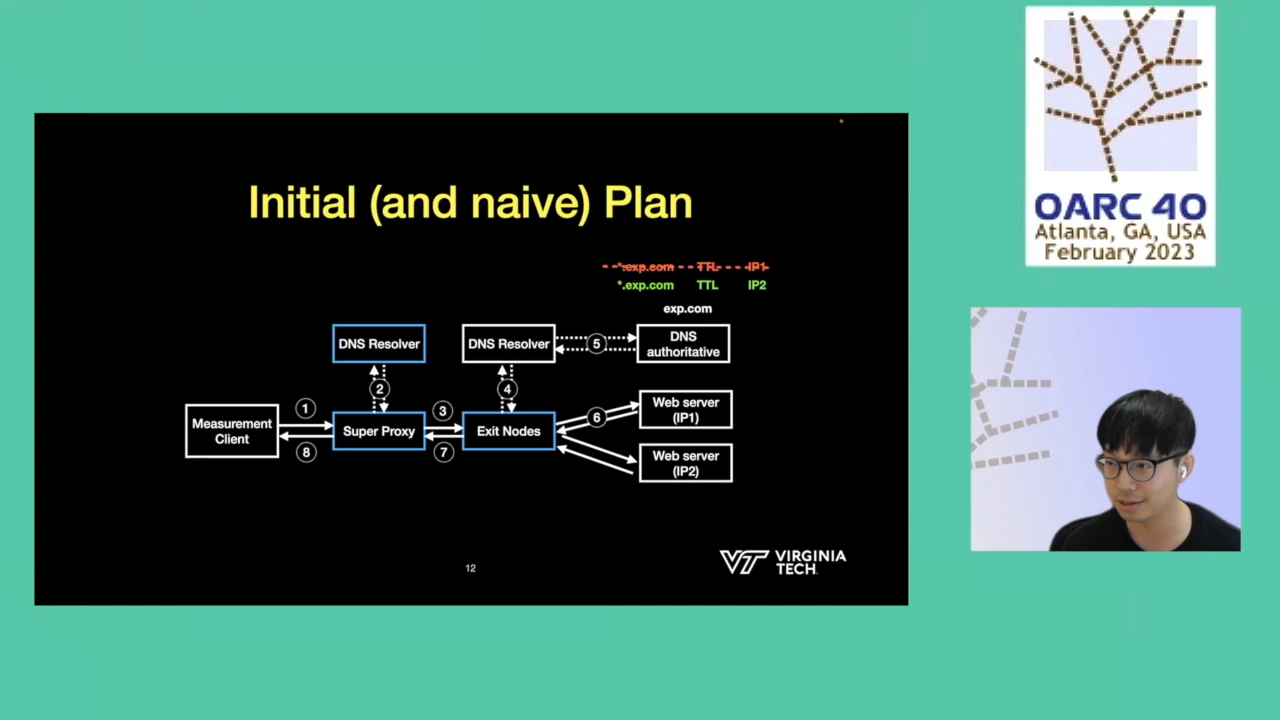 Initial (and naive) Plan
*.exp.com TTL IP1
*.exp.com TTL IP2
exp.com
DNS Resolver
DNS Resolver
5
DNS
authoritative
2
4
Measurement
Client
1
8
Super Proxy
3
7
Exit Nodes
6
Web server
(IP1)
Web server
(IP2)
12
VT VIRGINIA
TECH
OARC 40
Atlanta, GA, USA
February 2023